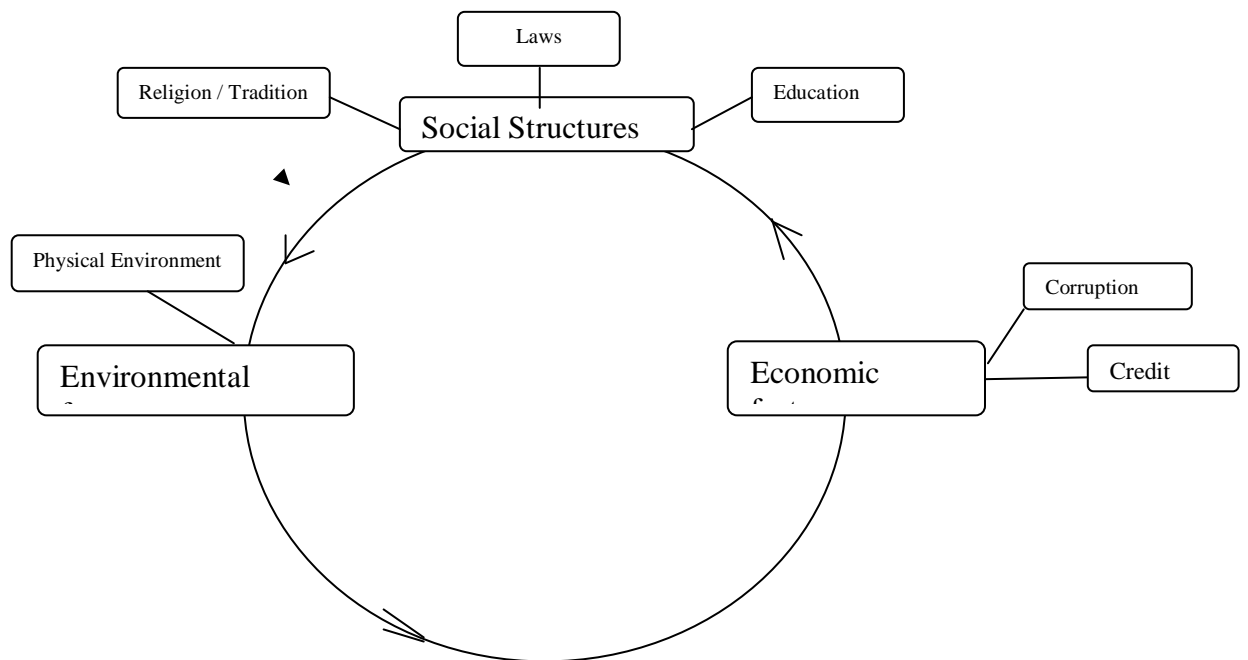 Laws
Religion / Tradition
Education
Social Structures
Physical Environment
Corruption
Environmental
Economic
Credit